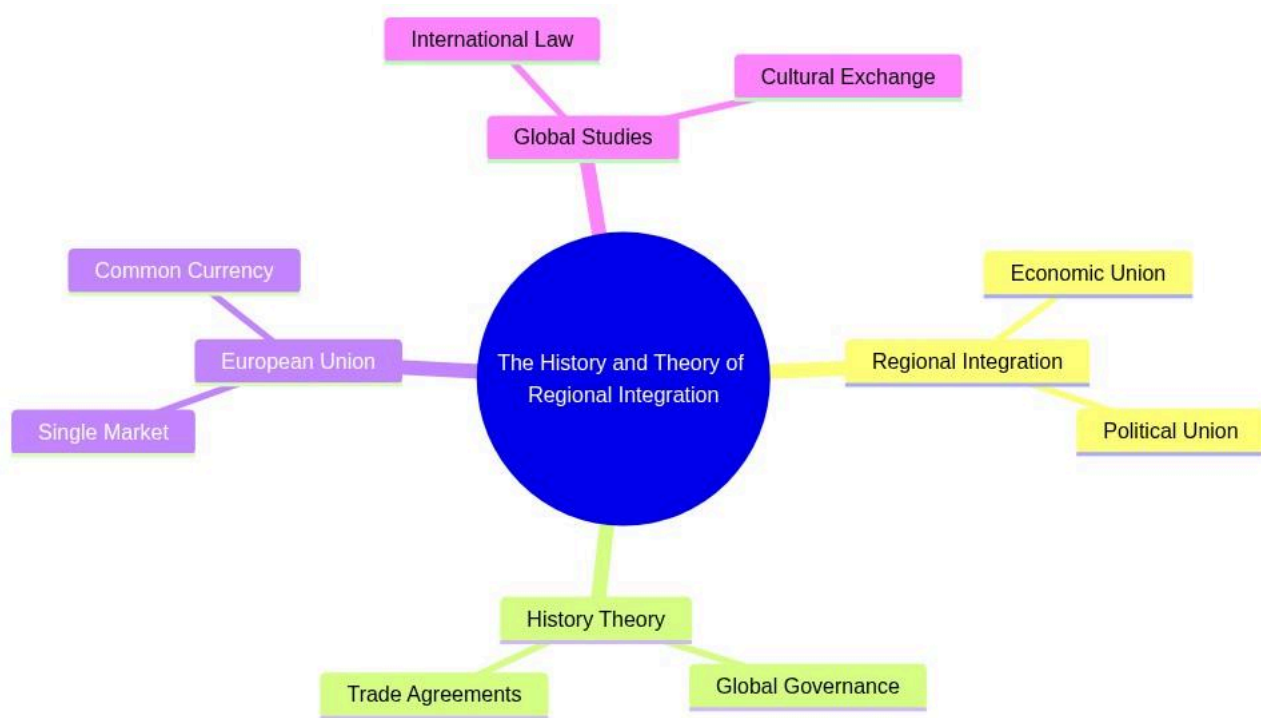 International Law
Cultural Exchange
Global Studies
Common Currency
Economic Union
European Union
The History and Theory of
Regional Integration
Regional Integration
Single Market
Political Union
History Theory
Trade Agreements
Global Governance